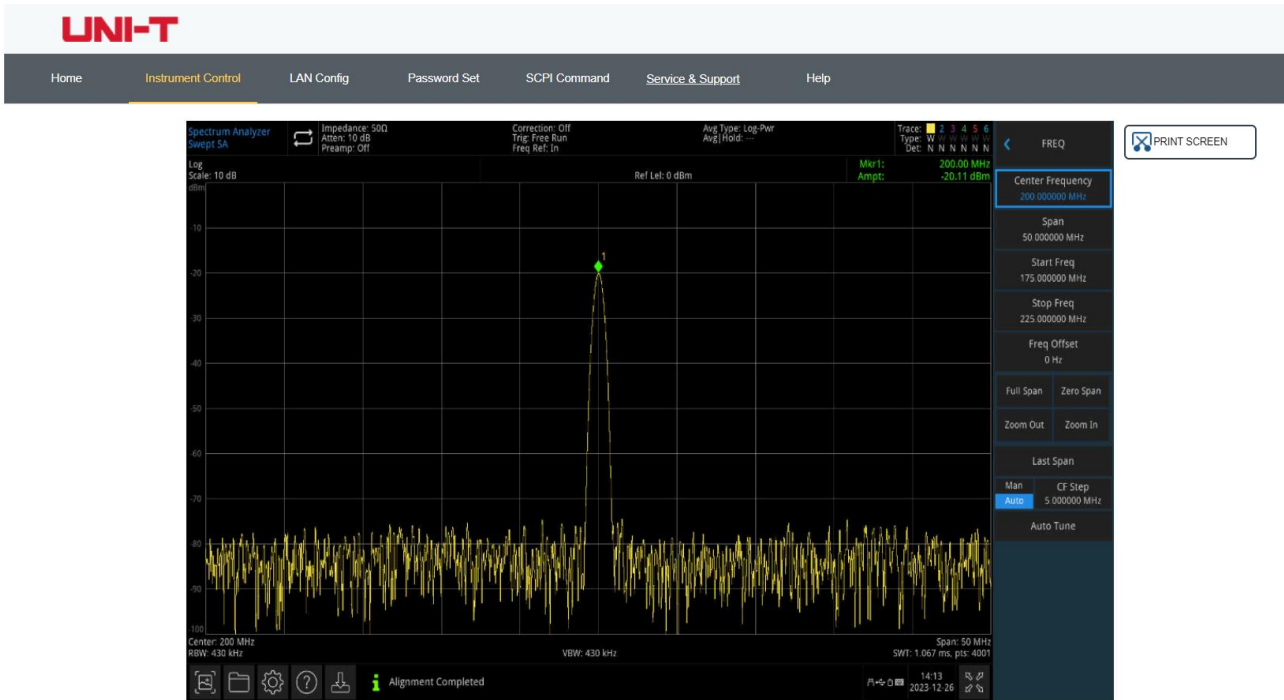 UNI-T
Home Instrument Control LAN Config Password Set SCPI Command Service & Support Help
Spectrum Analyzer
Swept SA
Impedance: 50Ω
Atten: 10 dB
Preamp: Off
Correction: Off
Trig: Free Run
Freq Ref: In
Avg Type: Log-Pwr
Avg|Hold: ---
Trace: 2 3 4 5 6
Type: W W W W W W
Det: N N N N N N
FREQ
PRINT SCREEN
Log
Scale: 10 dB
Ref Lel: 0 dBm
Mkr1: 200.00 MHz
Ampt: -20.11 dBm
dBm
-10
-20
-30
-40
-50
-60
-70
-80
-90
-100
1
Center Frequency
200.000000 MHz
Span
50.000000 MHz
Start Freq
175.000000 MHz
Stop Freq
225.000000 MHz
Freq Offset
0 Hz
Full Span Zero Span
Zoom Out Zoom In
Last Span
Man
Auto
CF Step
5.000000 MHz
Auto Tune
Center: 200 MHz
RBW: 430 kHz
VBW: 430 kHz
Span: 50 MHz
SWT: 1.067 ms, pts: 4001
Alignment Completed
14:13
2023-12-26